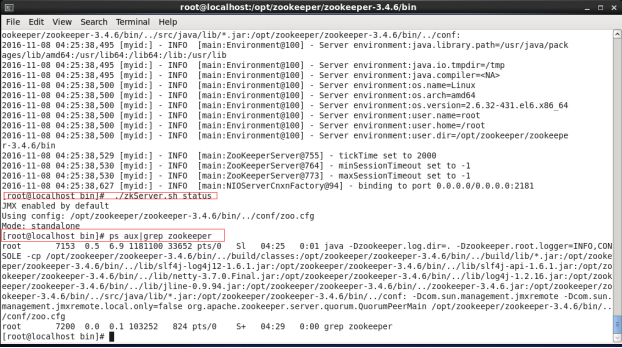 root@localhost:/opt/zookeeper/zookeeper-3.4.6/bin
File Edit View Search Terminal Help
ookeeper/zookeeper-3.4.6/bin/../src/java/lib/*.jar:/opt/zookeeper/zookeeper-3.4.6/bin/../conf:
2016-11-08 04:25:38,495 [myid:] - INFO [main:Environment@100] - Server environment:java.library.path=/usr/java/pack
ages/lib/amd64:/usr/lib64:/lib64:/lib:/usr/lib
2016-11-08 04:25:38,495 [myid:] - INFO [main:Environment@100] - Server environment:java.io.tmpdir=/tmp
2016-11-08 04:25:38,495 [myid:] - INFO [main:Environment@100] - Server environment:java.compiler=<NA>
2016-11-08 04:25:38,500 [myid:] - INFO [main:Environment@100] - Server environment:os.name=Linux
2016-11-08 04:25:38,500 [myid:] - INFO [main:Environment@100] - Server environment:os.arch=amd64
2016-11-08 04:25:38,500 [myid:] - INFO [main:Environment@100] - Server environment:os.version=2.6.32-431.el6.x86_64
2016-11-08 04:25:38,500 [myid:] - INFO [main:Environment@100] - Server environment:user.name=root
2016-11-08 04:25:38,500 [myid:] - INFO [main:Environment@100] - Server environment:user.home=/root
2016-11-08 04:25:38,500 [myid:] - INFO [main:Environment@100] - Server environment:user.dir=/opt/zookeeper/zookeepe
r-3.4.6/bin
2016-11-08 04:25:38,529 [myid:] - INFO [main:ZooKeeperServer@755] - tickTime set to 2000
2016-11-08 04:25:38,530 [myid:] - INFO [main:ZooKeeperServer@764] - minSessionTimeout set to -1
2016-11-08 04:25:38,530 [myid:] - INFO [main:ZooKeeperServer@773] - maxSessionTimeout set to -1
2016-11-08 04:25:38,627 [myid:] - INFO [main:NIOServerCnxnFactory@94] - binding to port 0.0.0.0/0.0.0.0:2181
[root@localhost bin]# ./zkServer.sh status
JMX enabled by default
Using config: /opt/zookeeper/zookeeper-3.4.6/bin/../conf/zoo.cfg
Mode: standalone
[root@localhost bin]# ps aux|grep zookeeper
root 7153 0.5 6.9 1181100 33652 pts/0 Sl 04:25 0:01 java -Dzookeeper.log.dir=. -Dzookeeper.root.logger=INFO,CON
SOLE -cp /opt/zookeeper/zookeeper-3.4.6/bin/../build/classes:/opt/zookeeper/zookeeper-3.4.6/bin/../build/lib/*.jar:/opt/zooke
eper/zookeeper-3.4.6/bin/../lib/slf4j-log4j12-1.6.1.jar:/opt/zookeeper/zookeeper-3.4.6/bin/../lib/slf4j-api-1.6.1.jar:/opt/zo
okeeper/zookeeper-3.4.6/bin/../lib/netty-3.7.0.Final.jar:/opt/zookeeper/zookeeper-3.4.6/bin/../lib/log4j-1.2.16.jar:/opt/zook
eeper/zookeeper-3.4.6/bin/../lib/jline-0.9.94.jar:/opt/zookeeper/zookeeper-3.4.6/bin/../zookeeper-3.4.6.jar:/opt/zookeeper/zo
okeeper-3.4.6/bin/../src/java/lib/*.jar:/opt/zookeeper/zookeeper-3.4.6/bin/../conf: -Dcom.sun.management.jmxremote -Dcom.sun.
management.jmxremote.local.only=false org.apache.zookeeper.server.quorum.QuorumPeerMain /opt/zookeeper/zookeeper-3.4.6/bin/..
/conf/zoo.cfg
root 7200 0.0 0.1 103252 824 pts/0 S+ 04:29 0:00 grep zookeeper
[root@localhost bin]#